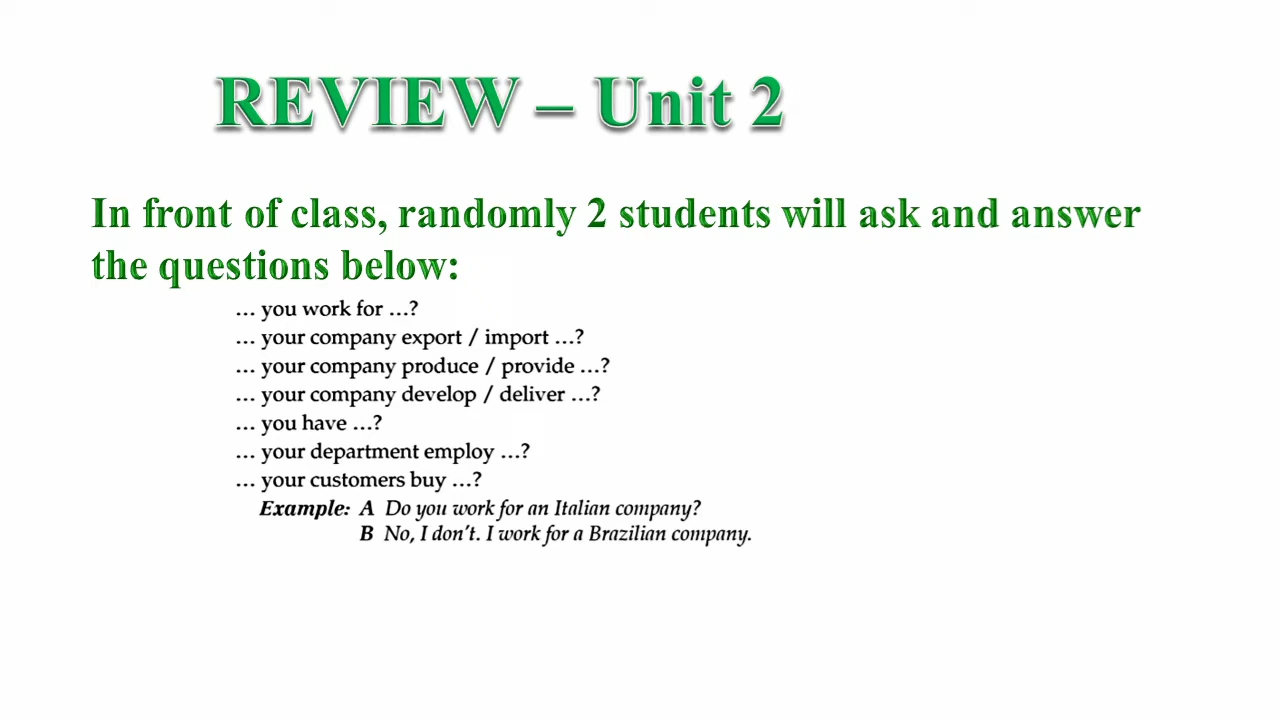 REVIEW – Unit 2
In front of class, randomly 2 students will ask and answer
the questions below:
... you work for ...?
... your company export / import ...?
... your company produce / provide ...?
... your company develop / deliver ...?
... you have ...?
... your department employ ...?
... your customers buy ...?
Example: A Do you work for an Italian company?
B No, I don't. I work for a Brazilian company.